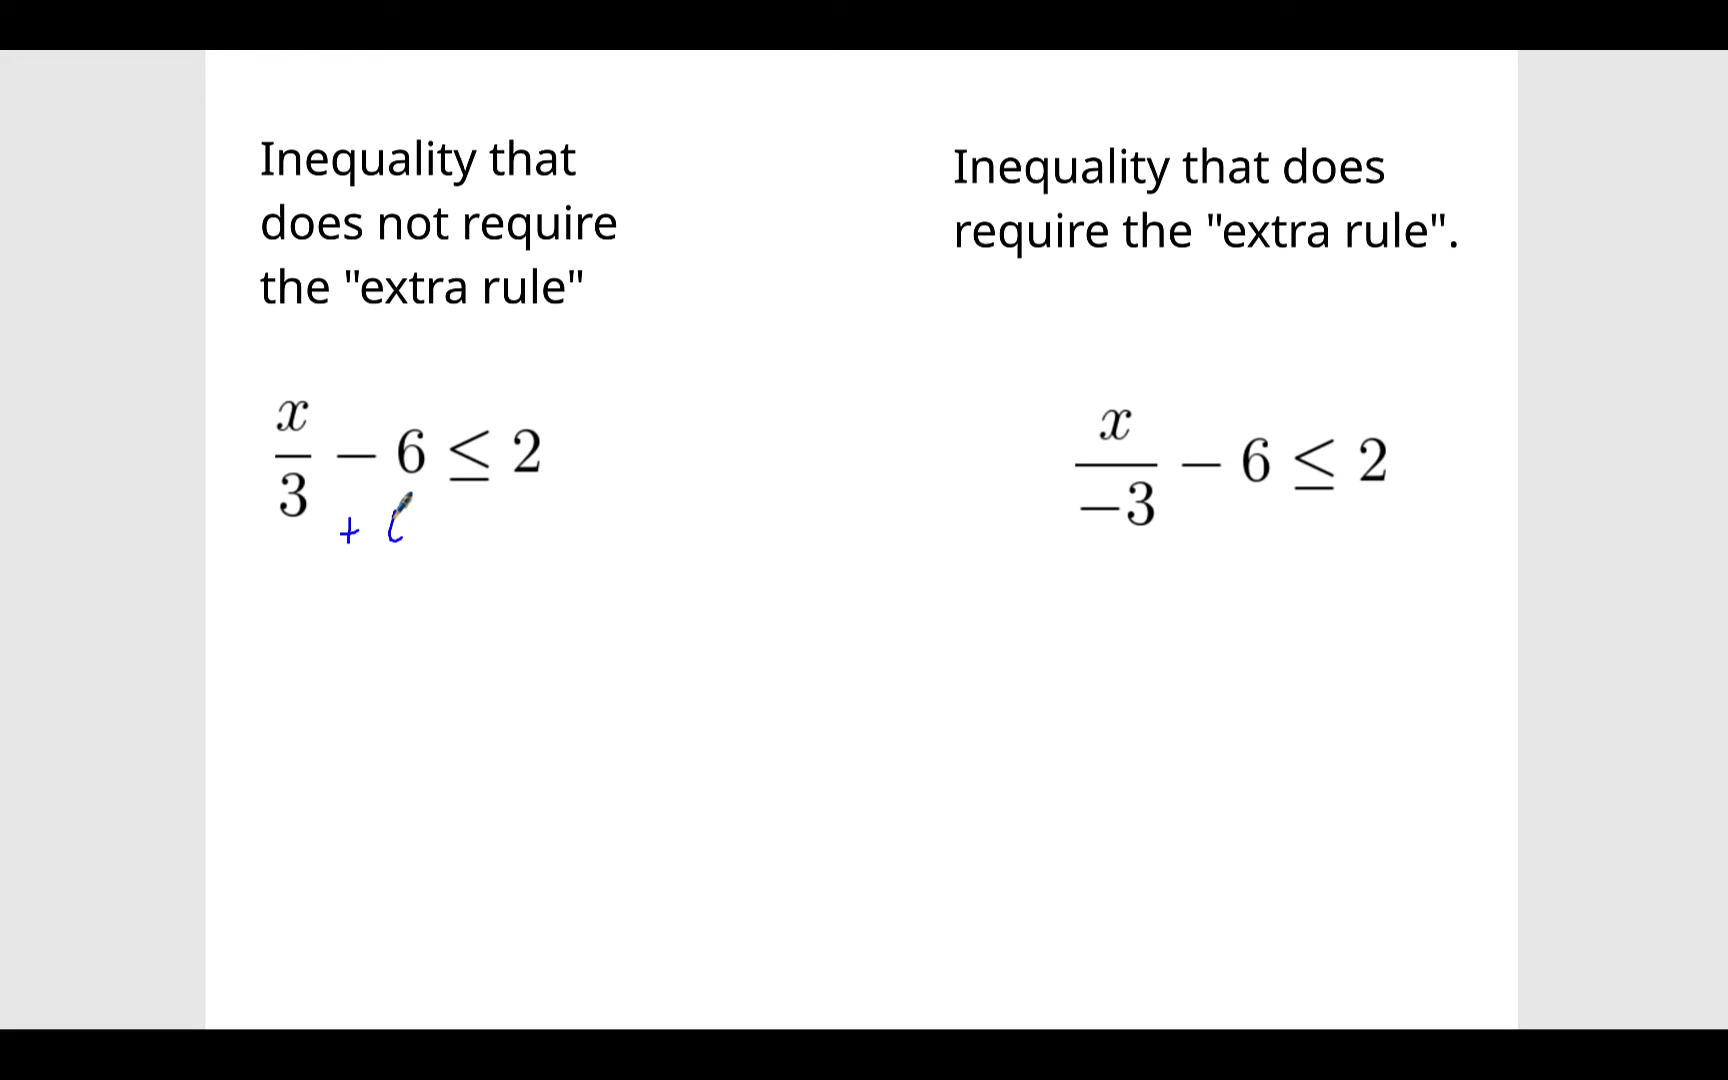 Inequality that
does not require
the "extra rule"
x/3 − 6 ≤ 2
+
Inequality that does
require the "extra rule".
x/−3 − 6 ≤ 2